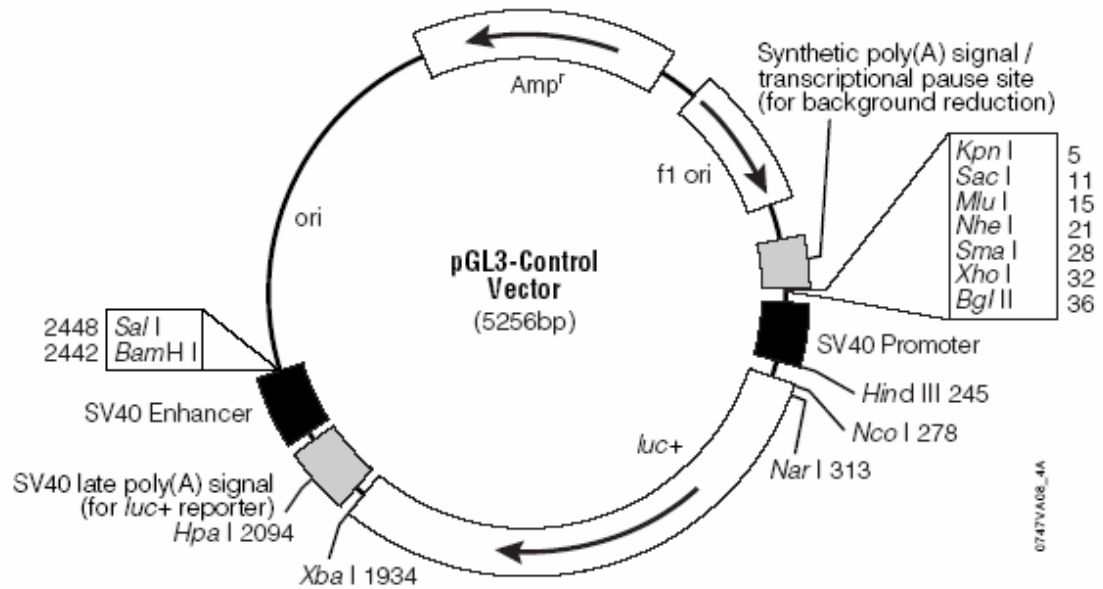 Ampʳ
Synthetic poly(A) signal /
transcriptional pause site
(for background reduction)
f1 ori
Kpn I 5
Sac I 11
Mlu I 15
Nhe I 21
Sma I 28
Xho I 32
Bgl II 36
ori
pGL3-Control
Vector
(5256bp)
2448 Sal I
2442 BamH I
SV40 Promoter
SV40 Enhancer
Hind III 245
luc+
Nco I 278
Nar I 313
SV40 late poly(A) signal
(for luc+ reporter)
Hpa I 2094
Xba I 1934
0747VA08_4A